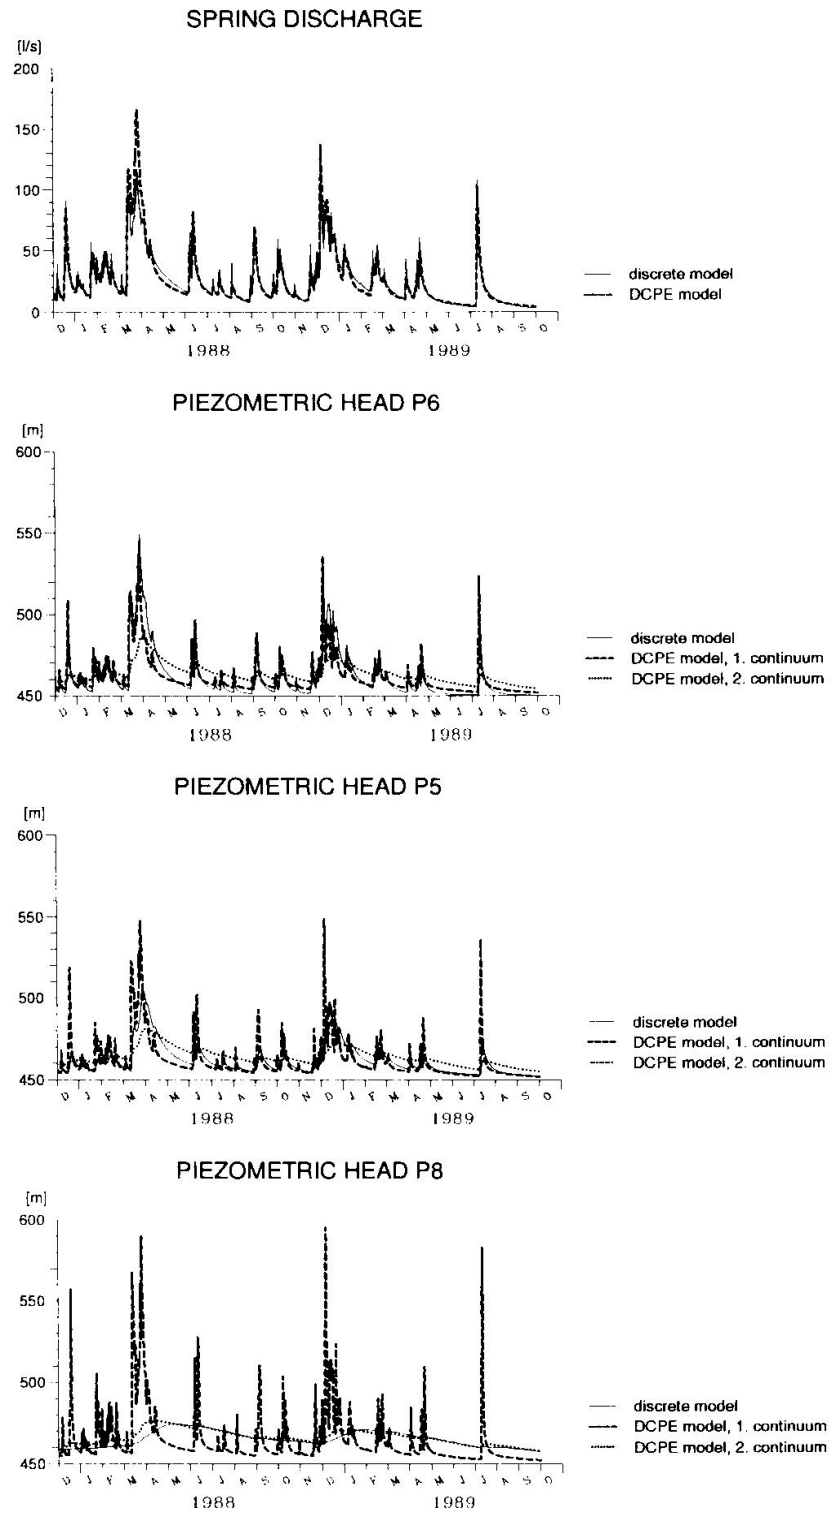 SPRING DISCHARGE
[l/s]
200
150
100
50
0
D J F M A M J J A S O N D J F M A M J J A S O
1988 1989
discrete model
DCPE model
PIEZOMETRIC HEAD P6
[m]
600
550
500
450
D J F M A M J J A S O N D J F M A M J J A S O
1988 1989
discrete model
DCPE model, 1. continuum
DCPE model, 2. continuum
PIEZOMETRIC HEAD P5
[m]
600
550
500
450
D J F M A M J J A S O N D J F M A M J J A S O
1988 1989
discrete model
DCPE model, 1. continuum
DCPE model, 2. continuum
PIEZOMETRIC HEAD P8
[m]
600
550
500
450
D J F M A M J J A S O N D J F M A M J J A S O
1988 1989
discrete model
DCPE model, 1. continuum
DCPE model, 2. continuum